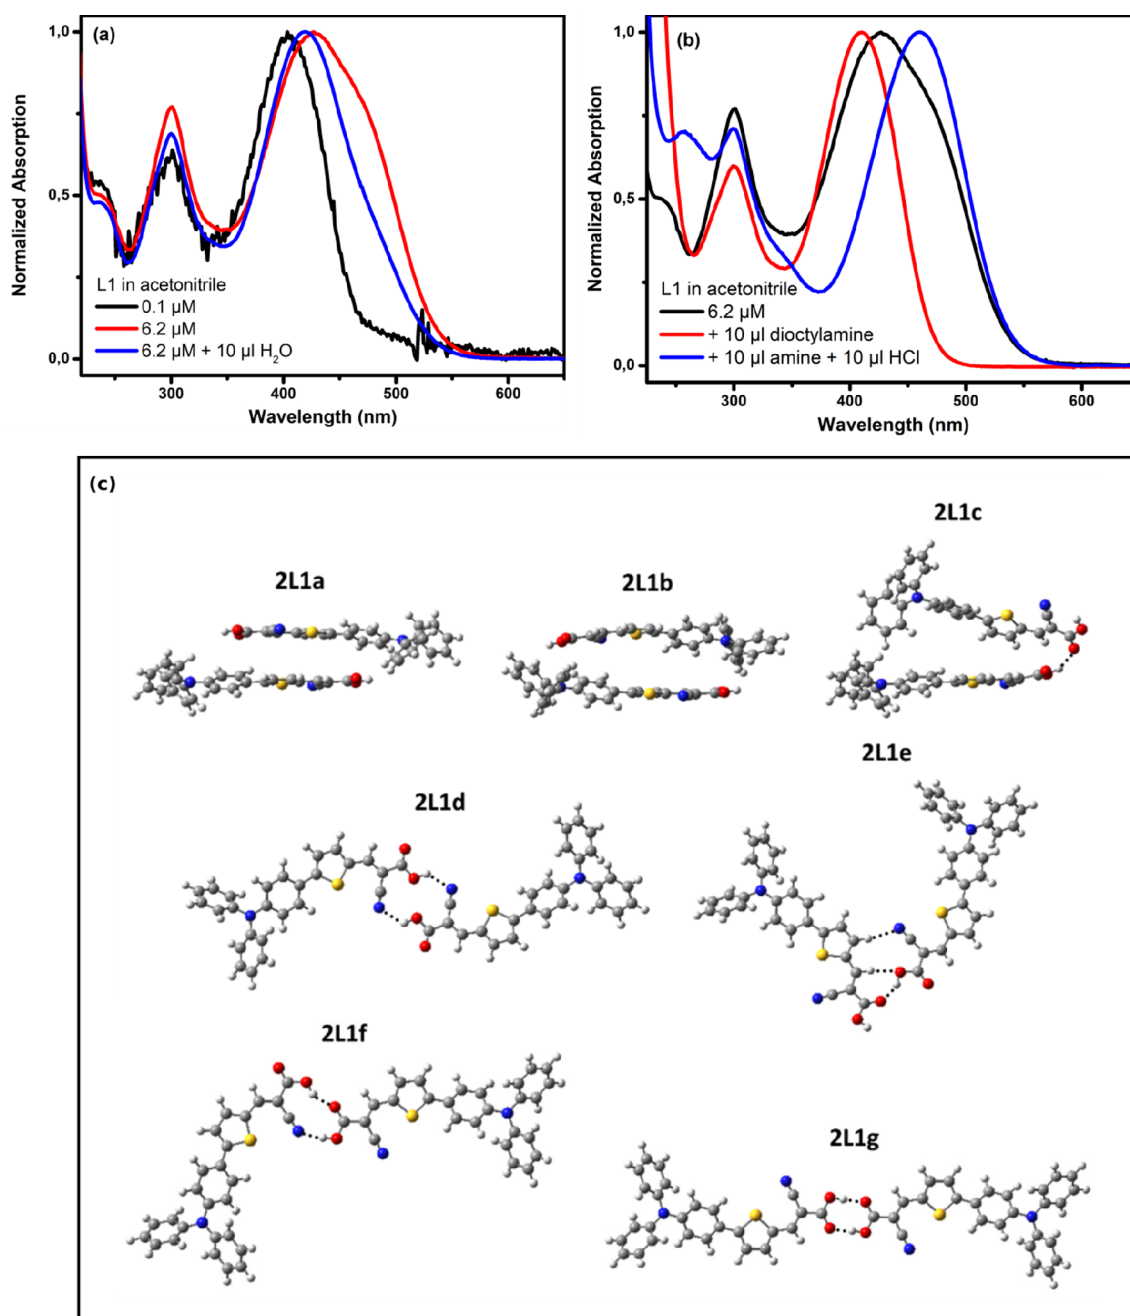 (a)
1,0
0,5
0,0
Normalized Absorption
L1 in acetonitrile
0.1 µM
6.2 µM
6.2 µM + 10 µl H₂O
300
400
500
600
Wavelength (nm)
(b)
1,0
0,5
0,0
Normalized Absorption
L1 in acetonitrile
6.2 µM
+ 10 µl dioctylamine
+ 10 µl amine + 10 µl HCl
300
400
500
600
Wavelength (nm)
(c)
2L1a
2L1b
2L1c
2L1d
2L1e
2L1f
2L1g